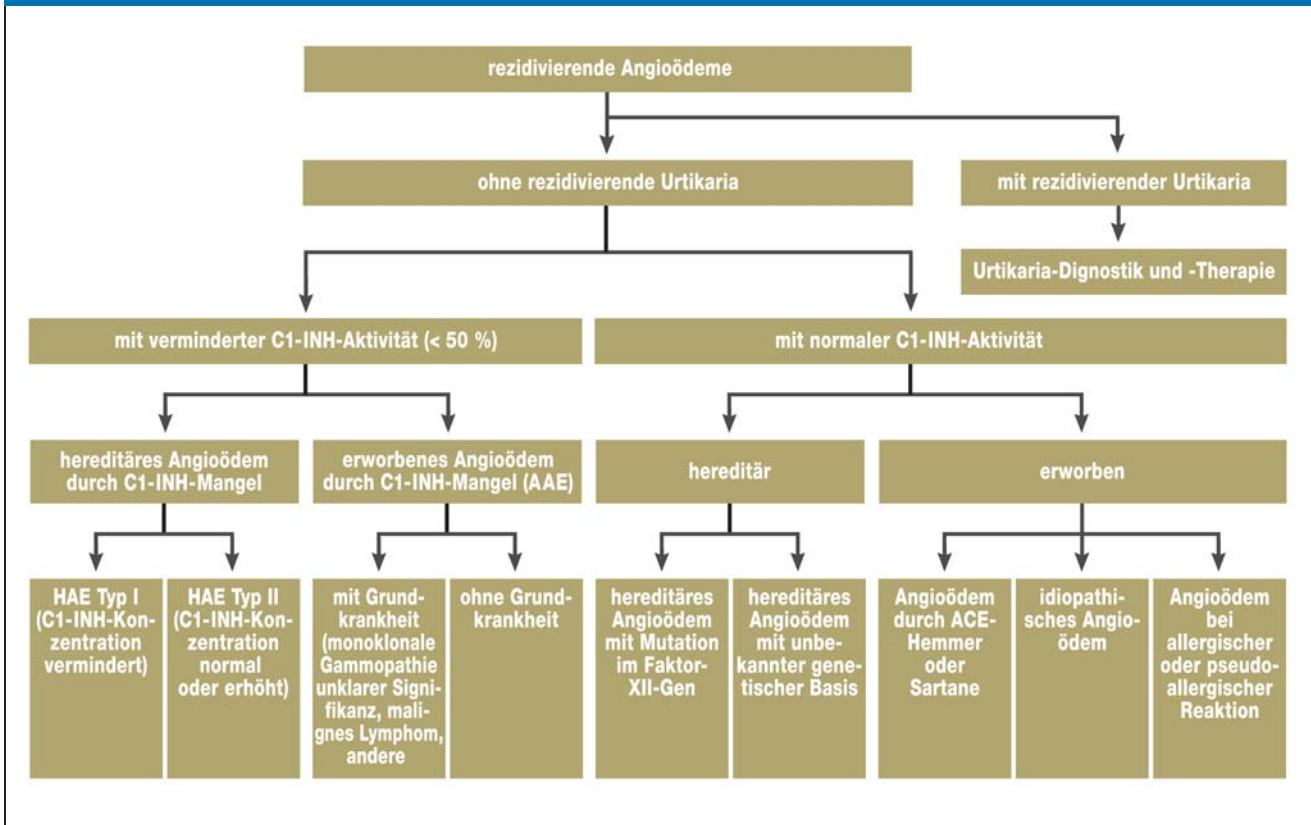 rezidivierende Angioödeme
ohne rezidivierende Urtikaria
mit rezidivierender Urtikaria
Urtikaria-Dignostik und -Therapie
mit verminderter C1-INH-Aktivität (< 50 %)
mit normaler C1-INH-Aktivität
hereditäres Angioödem
durch C1-INH-Mangel
erworbenes Angioödem
durch C1-INH-Mangel (AAE)
hereditär
erworben
HAE Typ I
(C1-INH-Kon-
zentration
vermindert)
HAE Typ II
(C1-INH-Kon-
zentration
normal
oder erhöht)
mit Grund-
krankheit
(monoklonale
Gammopathie
unklarer Signi-
fikanz, mali-
gnes Lymphom,
andere
ohne Grund-
krankheit
hereditäres
Angioödem
mit Mutation
im Faktor-
XII-Gen
hereditäres
Angioödem
mit unbe-
kannter gene-
tischer Basis
Angioödem
durch ACE-
Hemmer
oder
Sartane
idiopathi-
sches Angio-
ödem
Angioödem
bei
allergischer
oder pseudo-
allergischer
Reaktion